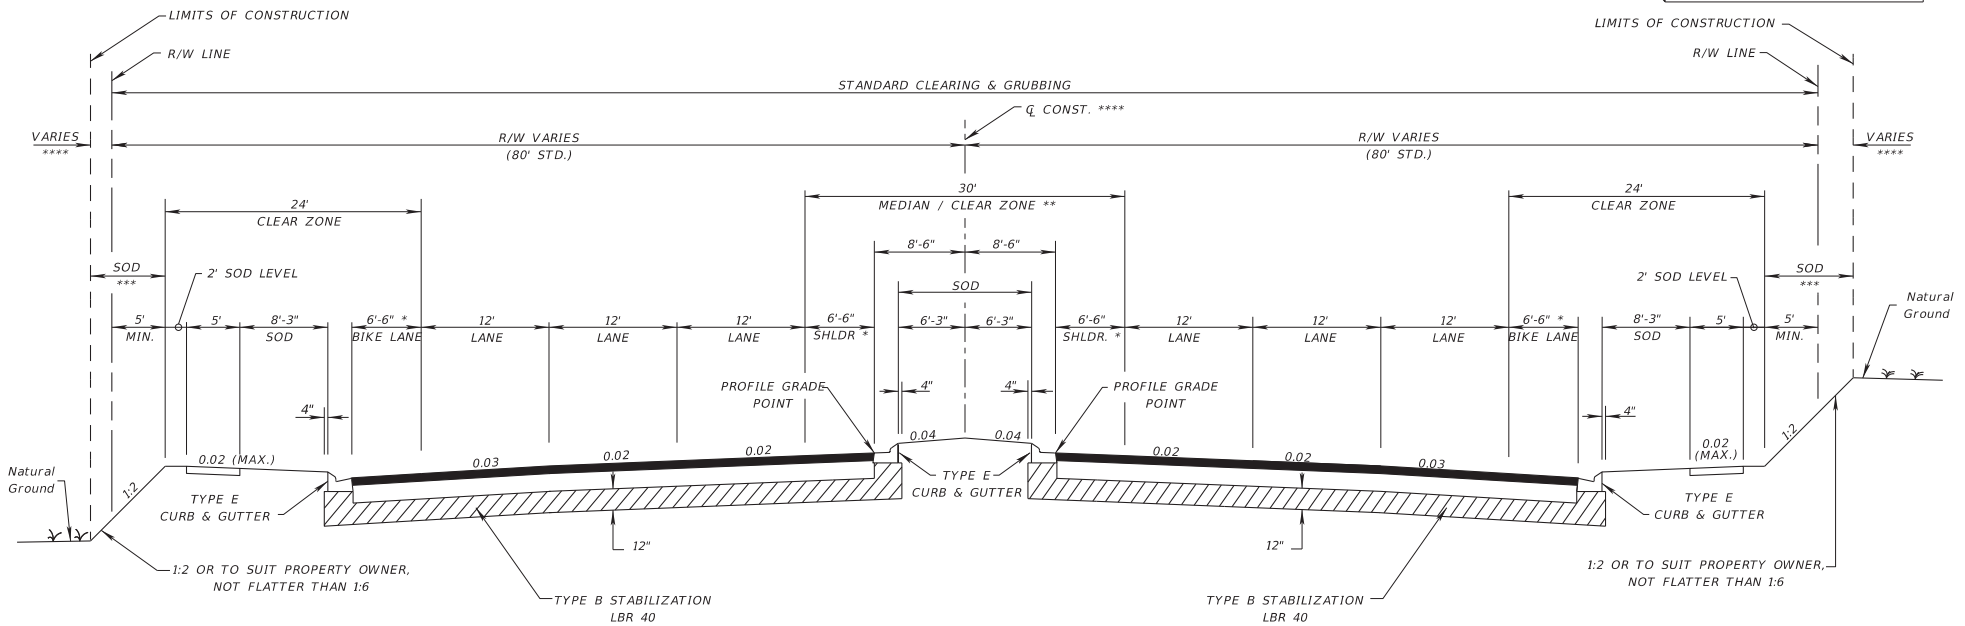 LIMITS OF CONSTRUCTION
LIMITS OF CONSTRUCTION
R/W LINE
R/W LINE
STANDARD CLEARING & GRUBBING
℄ CONST. ****
VARIES
****
R/W VARIES
(80' STD.)
R/W VARIES
(80' STD.)
VARIES
****
24'
CLEAR ZONE
30'
MEDIAN / CLEAR ZONE **
24'
CLEAR ZONE
8'-6"
8'-6"
SOD
***
2' SOD LEVEL
SOD
2' SOD LEVEL
SOD
***
5'
MIN.
5'
8'-3"
SOD
6'-6" *
BIKE LANE
12'
LANE
12'
LANE
12'
LANE
6'-6"
SHLDR *
6'-3"
6'-3"
6'-6"
SHLDR. *
12'
LANE
12'
LANE
12'
LANE
6'-6" *
BIKE LANE
8'-3"
SOD
5'
5'
MIN.
Natural
Ground
PROFILE GRADE
POINT
4"
4"
PROFILE GRADE
POINT
4"
4"
0.02 (MAX.)
0.03
0.02
0.02
0.04
0.04
0.02
0.02
0.03
0.02
(MAX.)
1:2
Natural
Ground
1:2
TYPE E
CURB & GUTTER
TYPE E
CURB & GUTTER
TYPE E
CURB & GUTTER
12"
12"
1:2 OR TO SUIT PROPERTY OWNER,
NOT FLATTER THAN 1:6
1:2 OR TO SUIT PROPERTY OWNER,
NOT FLATTER THAN 1:6
TYPE B STABILIZATION
LBR 40
TYPE B STABILIZATION
LBR 40